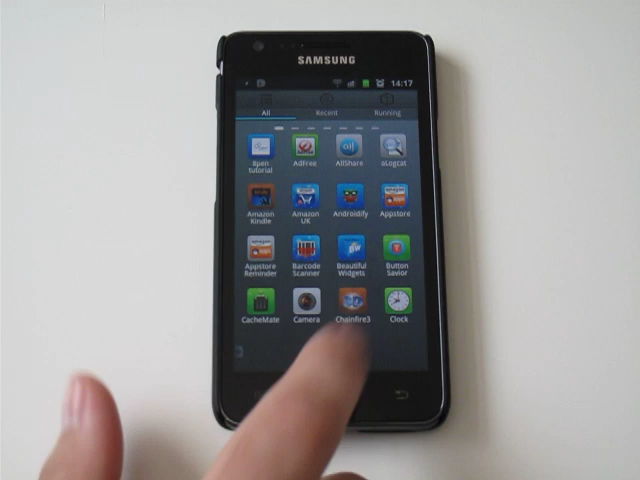 SAMSUNG
14:17
All Recent Running
8pen tutorial AdFree AllShare aLogcat
Amazon Kindle Amazon UK Androidify Appstore
Appstore Reminder Barcode Scanner Beautiful Widgets Button Savior
CacheMate Camera Chainfire3 Clock